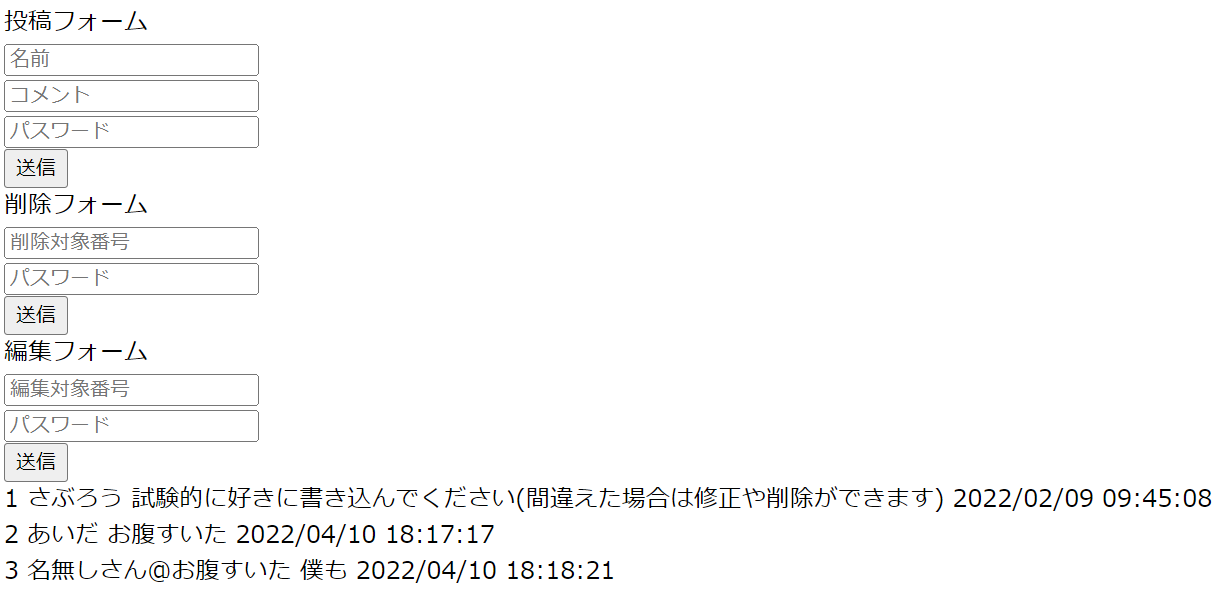 投稿フォーム
名前
コメント
パスワード
送信
削除フォーム
削除対象番号
パスワード
送信
編集フォーム
編集対象番号
パスワード
送信
1 さぶろう 試験的に好きに書き込んでください(間違えた場合は修正や削除ができます) 2022/02/09 09:45:08
2 あいだ お腹すいた 2022/04/10 18:17:17
3 名無しさん@お腹すいた 僕も 2022/04/10 18:18:21